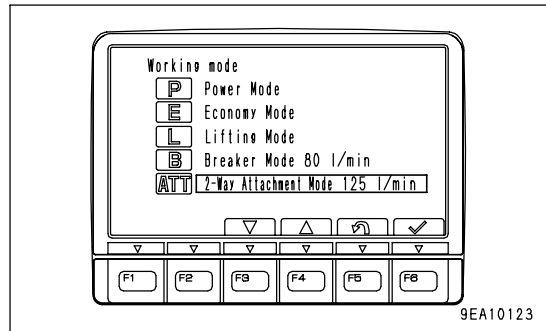 Working mode
P Power Mode
E Economy Mode
L Lifting Mode
B Breaker Mode 80 l/min
ATT 2-Way Attachment Mode 125 l/min
F1 F2 F3 F4 F5 F6
9EA10123